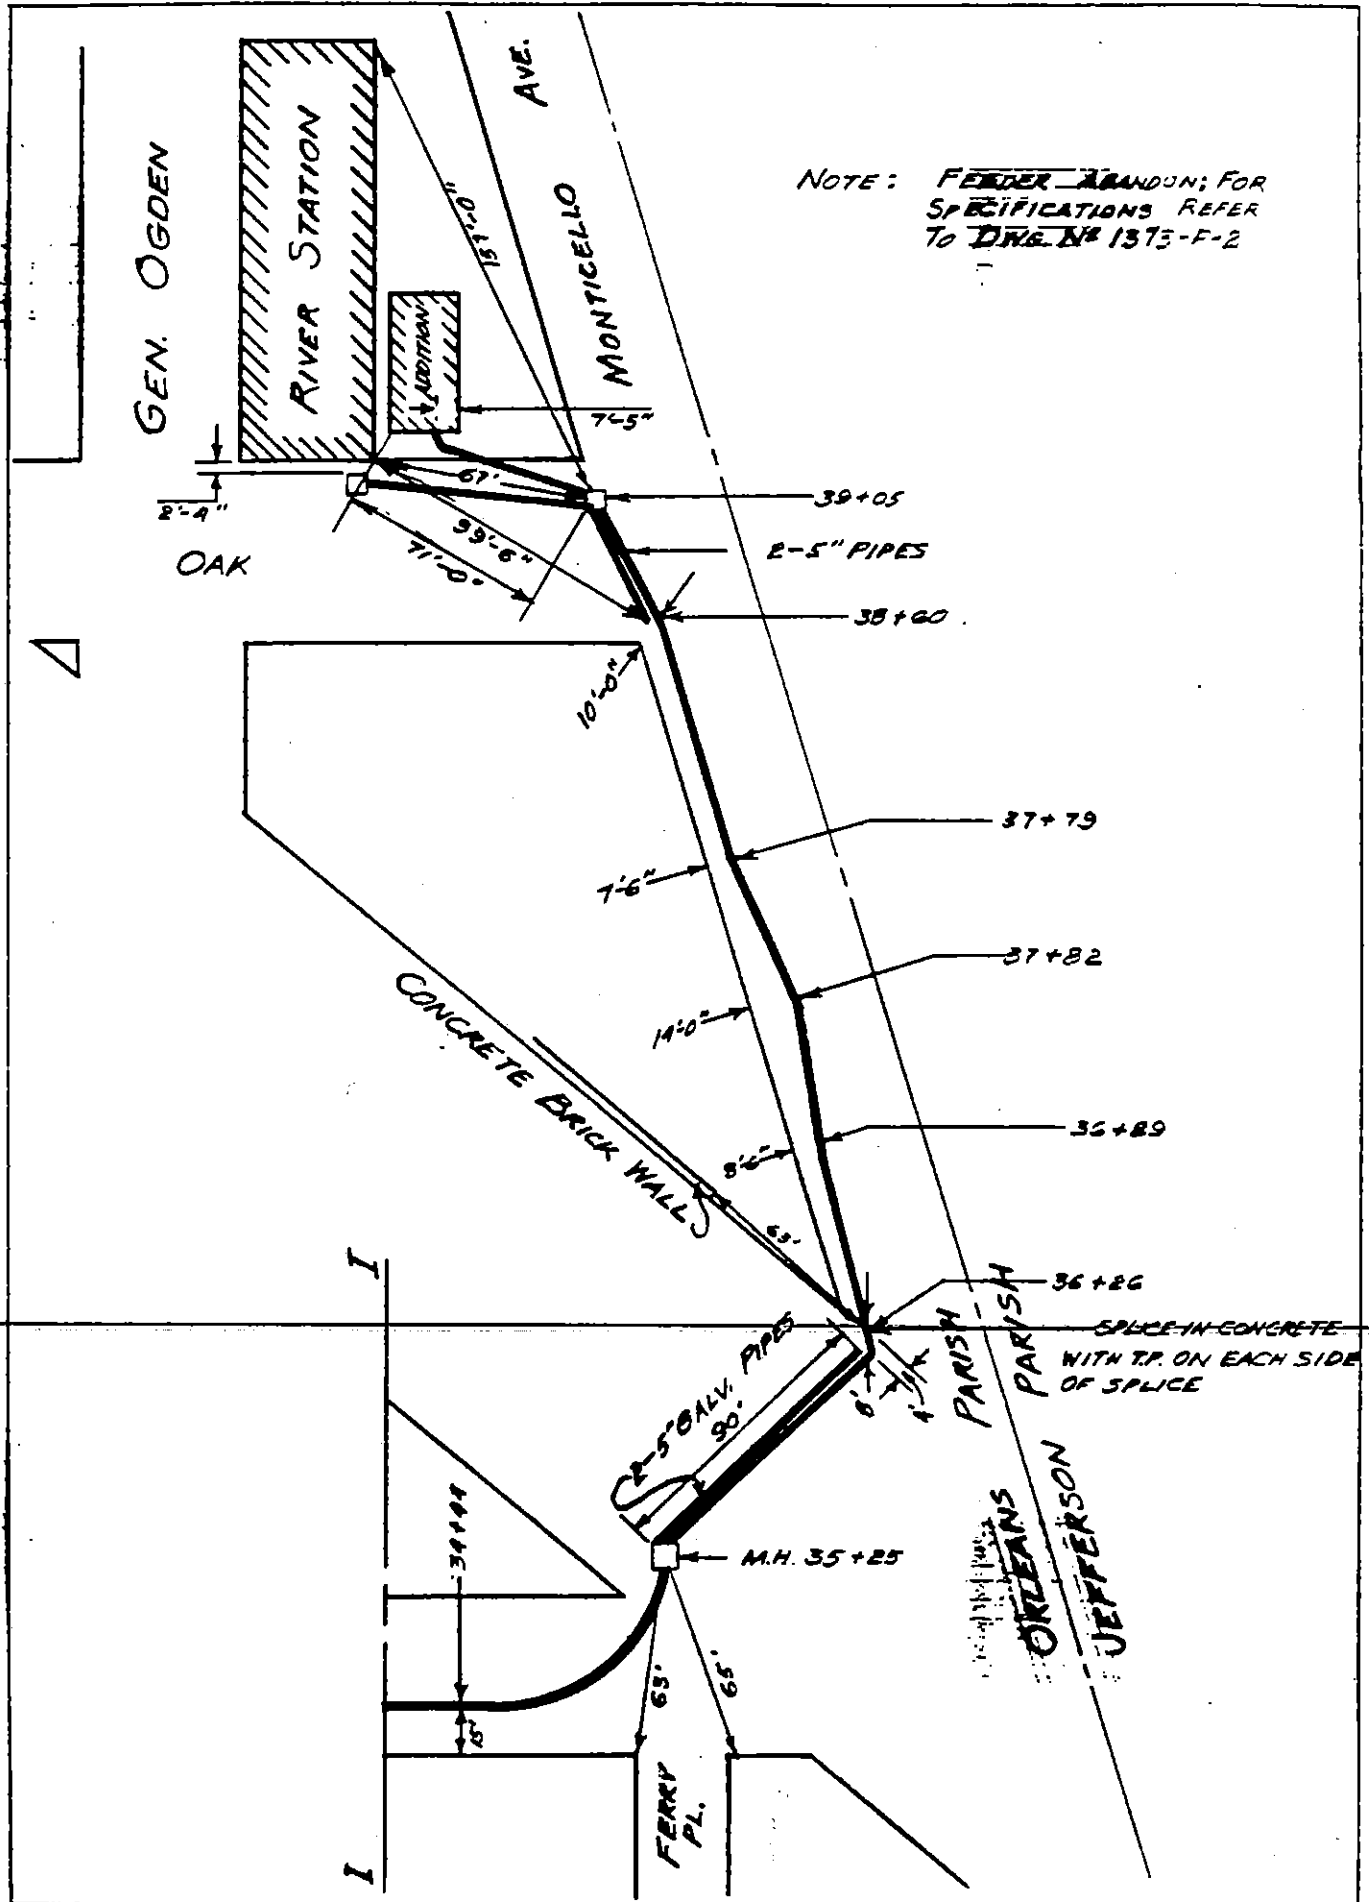 GEN. OGDEN
RIVER STATION
ADDITION
137'-0"
AVE.
MONTICELLO
NOTE: FEEDER ABANDON; FOR
SPECIFICATIONS REFER
TO DWG. Nº 1373-F-2
7'-5"
67'
2'-4"
99'-6"
71'-0"
OAK
39+05
2-5" PIPES
38+60
10'-0"
37+79
7'-6"
37+82
14'-0"
CONCRETE BRICK WALL
36+89
8'-6"
63'
I
36+26
SPLICE IN CONCRETE
WITH T.P. ON EACH SIDE
OF SPLICE
PARISH
PARISH
8'
4'
2-5" GALV. PIPES
90'
ORLEANS
JEFFERSON
34+44
M.H. 35+25
63'
65'
15'
FERRY
PL.
I